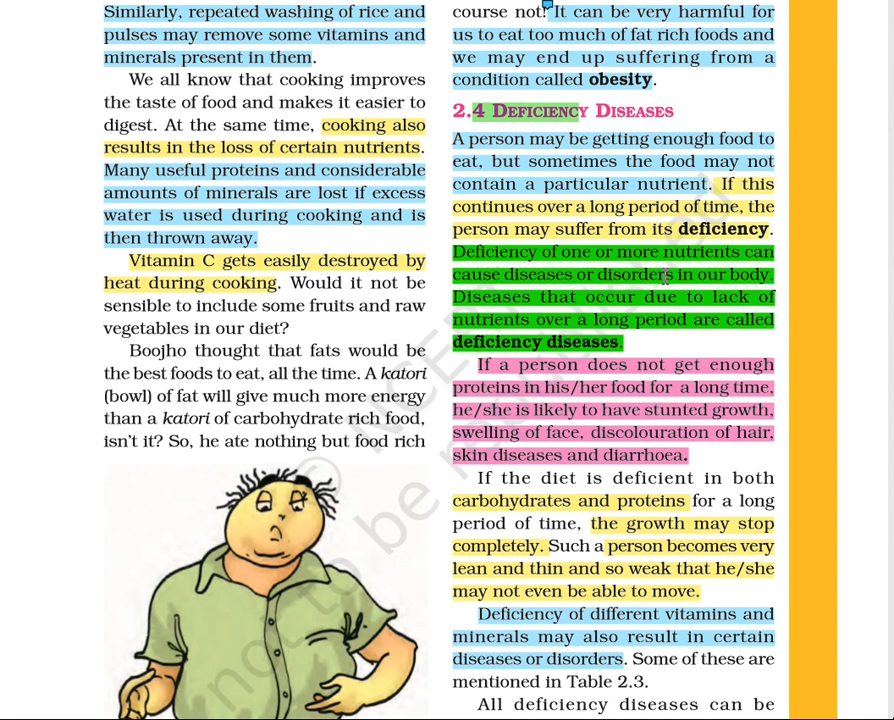 Similarly, repeated washing of rice and
pulses may remove some vitamins and
minerals present in them.
We all know that cooking improves
the taste of food and makes it easier to
digest. At the same time, cooking also
results in the loss of certain nutrients.
Many useful proteins and considerable
amounts of minerals are lost if excess
water is used during cooking and is
then thrown away.
Vitamin C gets easily destroyed by
heat during cooking. Would it not be
sensible to include some fruits and raw
vegetables in our diet?
Boojho thought that fats would be
the best foods to eat, all the time. A katori
(bowl) of fat will give much more energy
than a katori of carbohydrate rich food,
isn't it? So, he ate nothing but food rich
course not! It can be very harmful for
us to eat too much of fat rich foods and
we may end up suffering from a
condition called obesity.
2.4 DEFICIENCY DISEASES
A person may be getting enough food to
eat, but sometimes the food may not
contain a particular nutrient. If this
continues over a long period of time, the
person may suffer from its deficiency.
Deficiency of one or more nutrients can
cause diseases or disorders in our body.
Diseases that occur due to lack of
nutrients over a long period are called
deficiency diseases.
If a person does not get enough
proteins in his/her food for a long time,
he/she is likely to have stunted growth,
swelling of face, discolouration of hair,
skin diseases and diarrhoea.
If the diet is deficient in both
carbohydrates and proteins for a long
period of time, the growth may stop
completely. Such a person becomes very
lean and thin and so weak that he/she
may not even be able to move.
Deficiency of different vitamins and
minerals may also result in certain
diseases or disorders. Some of these are
mentioned in Table 2.3.
All deficiency diseases can be